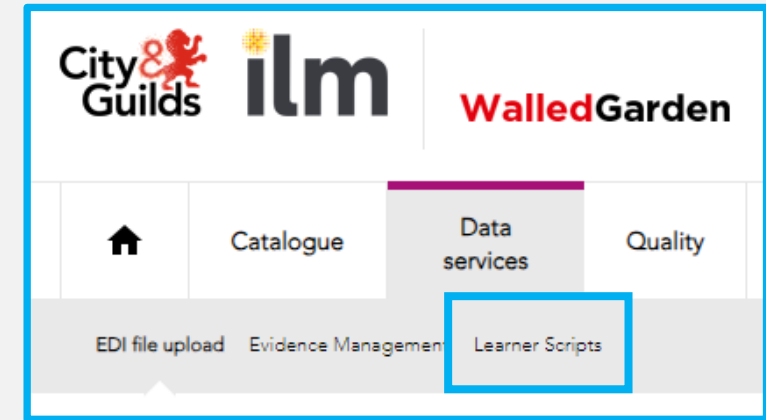 City& Guilds
ilm
WalledGarden
Catalogue
Data services
Quality
EDI file upload
Evidence Managemen
Learner Scripts